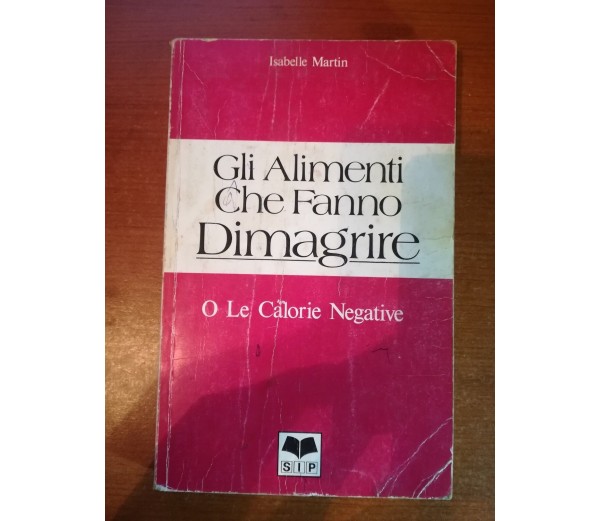 Isabelle Martin
Gli Alimenti
Che Fanno
Dimagrire
O Le Calorie Negative
SIP